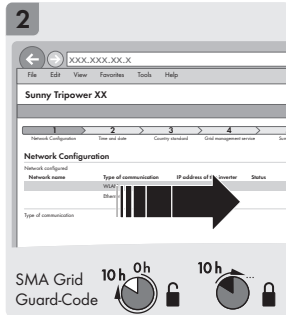 2
XXX.XXX.XX.X
File Edit View Favorites Tools Help
Sunny Tripower XX
1 2 3 4
Network Configuration Time and date Country standard Grid management service
Network Configuration
Network configured
Network name Type of communication IP address of the inverter Status
WLAN
Type of communication
SMA Grid
Guard-Code
10 h 0h
10 h ...